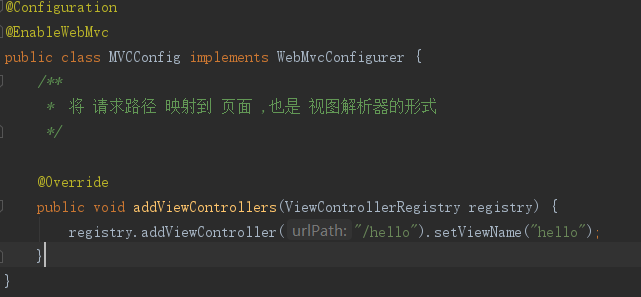 @Configuration
@EnableWebMvc
public class MVCConfig implements WebMvcConfigurer {
/**
* 将 请求路径 映射到 页面 ,也是 视图解析器的形式
*/
@Override
public void addViewControllers(ViewControllerRegistry registry) {
registry.addViewController( urlPath: "/hello").setViewName("hello");
}
}